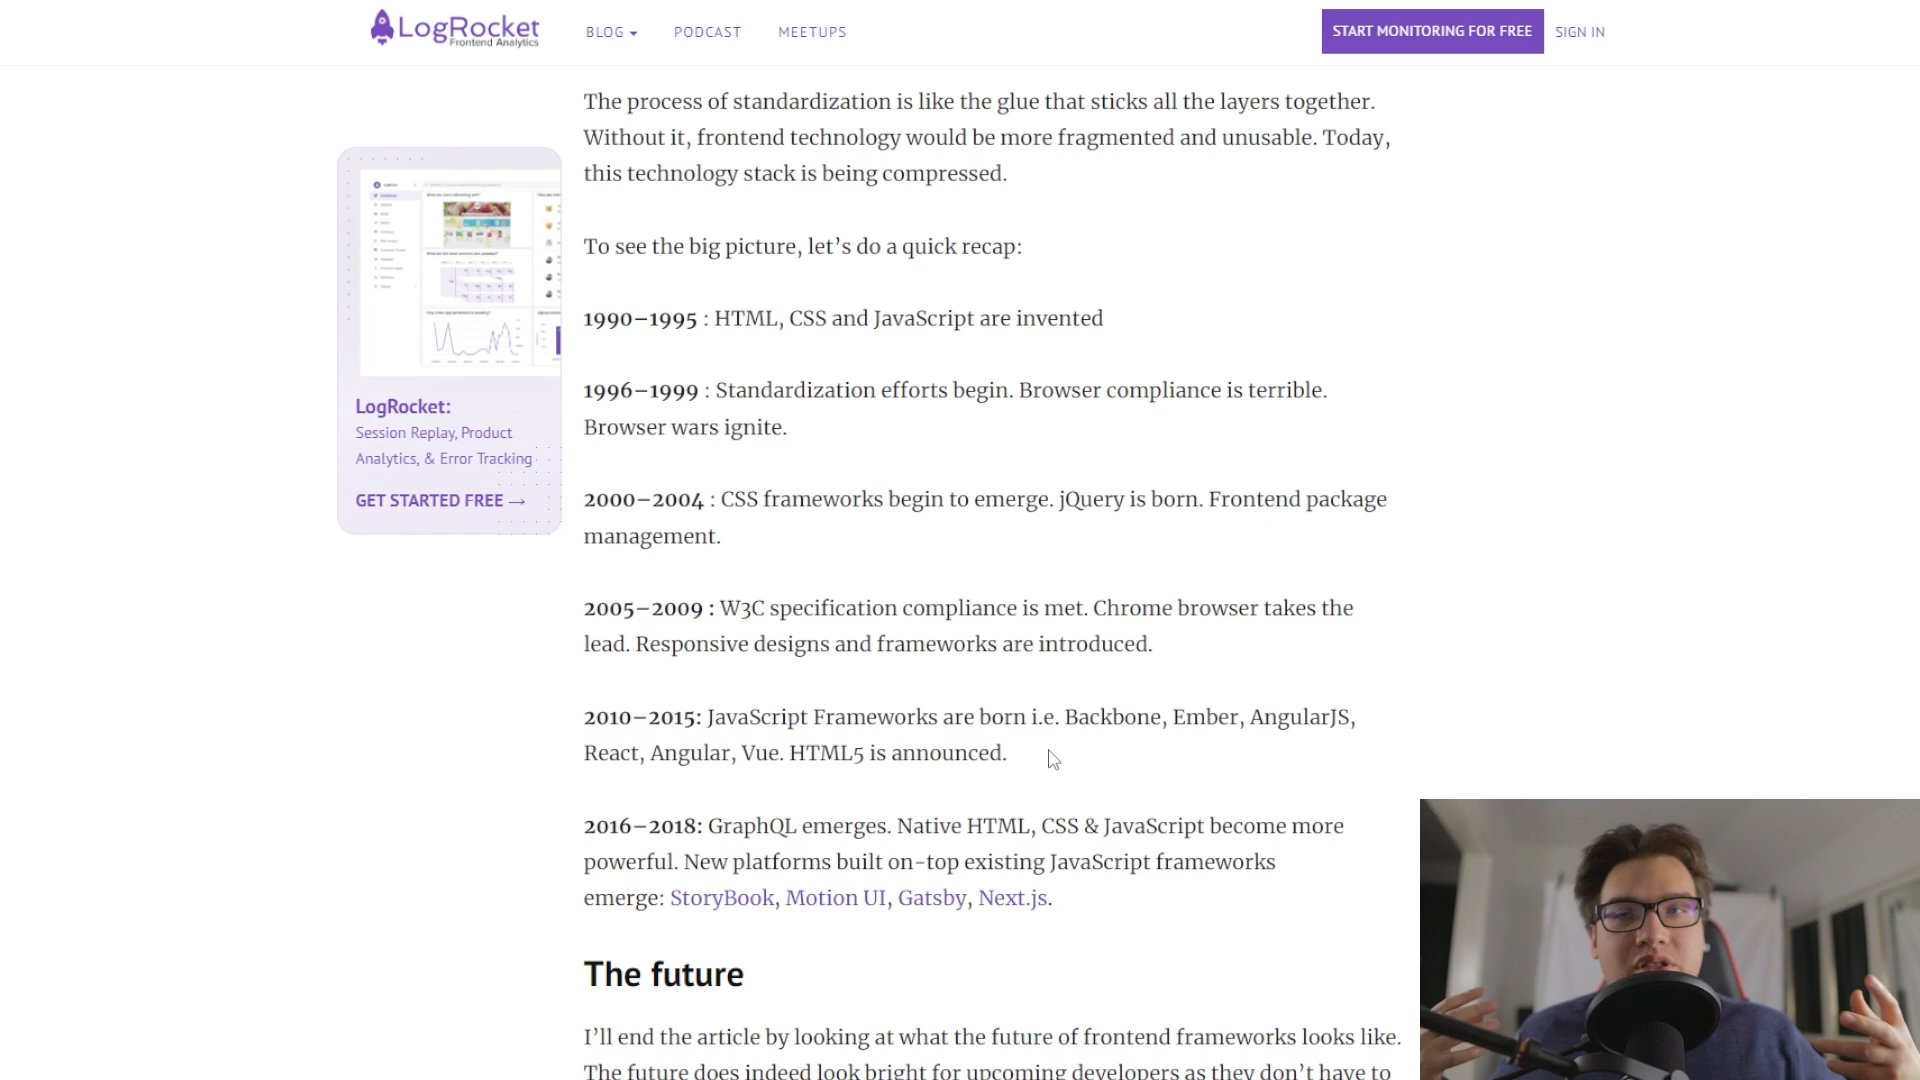 LogRocket
Frontend Analytics
BLOG
PODCAST
MEETUPS
START MONITORING FOR FREE
SIGN IN
The process of standardization is like the glue that sticks all the layers together.
Without it, frontend technology would be more fragmented and unusable. Today,
this technology stack is being compressed.
To see the big picture, let’s do a quick recap:
1990–1995 : HTML, CSS and JavaScript are invented
1996–1999 : Standardization efforts begin. Browser compliance is terrible.
Browser wars ignite.
2000–2004 : CSS frameworks begin to emerge. jQuery is born. Frontend package
management.
2005–2009 : W3C specification compliance is met. Chrome browser takes the
lead. Responsive designs and frameworks are introduced.
2010–2015: JavaScript Frameworks are born i.e. Backbone, Ember, AngularJS,
React, Angular, Vue. HTML5 is announced.
2016–2018: GraphQL emerges. Native HTML, CSS & JavaScript become more
powerful. New platforms built on-top existing JavaScript frameworks
emerge: StoryBook, Motion UI, Gatsby, Next.js.
The future
I’ll end the article by looking at what the future of frontend frameworks looks like.
The future does indeed look bright for upcoming developers as they don’t have to
LogRocket:
Session Replay, Product
Analytics, & Error Tracking
GET STARTED FREE →